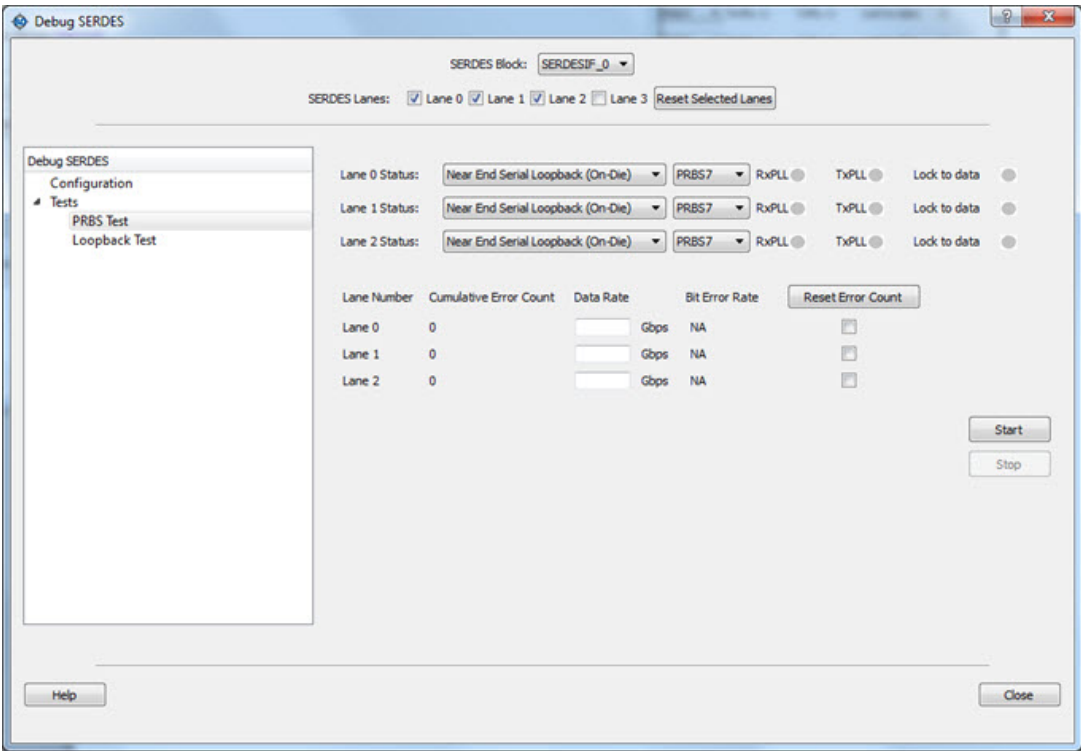 Debug SERDES
SERDES Block: SERDESIF_0
SERDES Lanes: Lane 0 Lane 1 Lane 2 Lane 3 Reset Selected Lanes
Debug SERDES
Configuration
Tests
PRBS Test
Loopback Test
Lane 0 Status: Near End Serial Loopback (On-Die) PRBS7 RxPLL TxPLL Lock to data
Lane 1 Status: Near End Serial Loopback (On-Die) PRBS7 RxPLL TxPLL Lock to data
Lane 2 Status: Near End Serial Loopback (On-Die) PRBS7 RxPLL TxPLL Lock to data
Lane Number Cumulative Error Count Data Rate Bit Error Rate Reset Error Count
Lane 0 0 Gbps NA
Lane 1 0 Gbps NA
Lane 2 0 Gbps NA
Start
Stop
Help Close